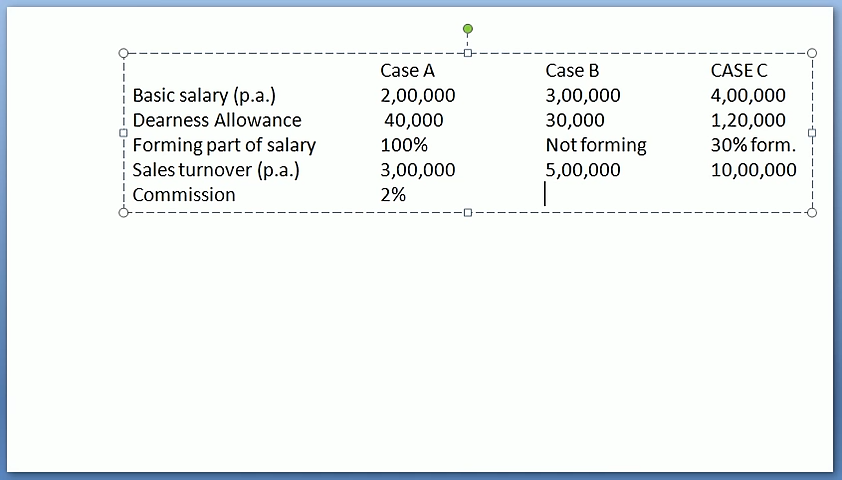 Case A Case B CASE C
Basic salary (p.a.) 2,00,000 3,00,000 4,00,000
Dearness Allowance 40,000 30,000 1,20,000
Forming part of salary 100% Not forming 30% form.
Sales turnover (p.a.) 3,00,000 5,00,000 10,00,000
Commission 2%